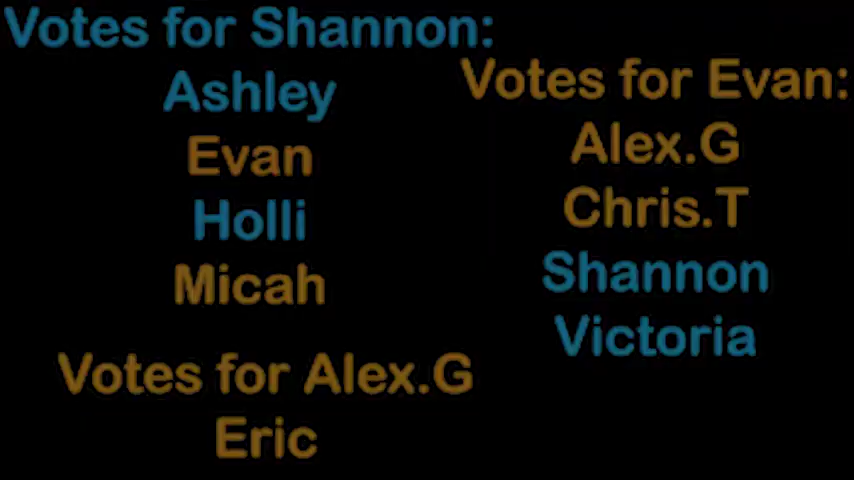 Votes for Shannon:
Ashley
Evan
Holli
Micah
Votes for Evan:
Alex.G
Chris.T
Shannon
Victoria
Votes for Alex.G
Eric